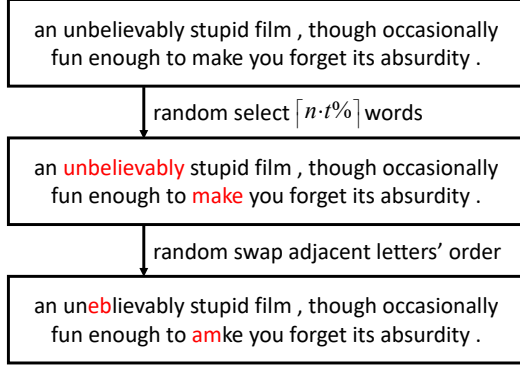 an unbelievably stupid film , though occasionally
fun enough to make you forget its absurdity .
random select ⌈n·t%⌉ words
an unbelievably stupid film , though occasionally
fun enough to make you forget its absurdity .
random swap adjacent letters’ order
an uneblievably stupid film , though occasionally
fun enough to amke you forget its absurdity .